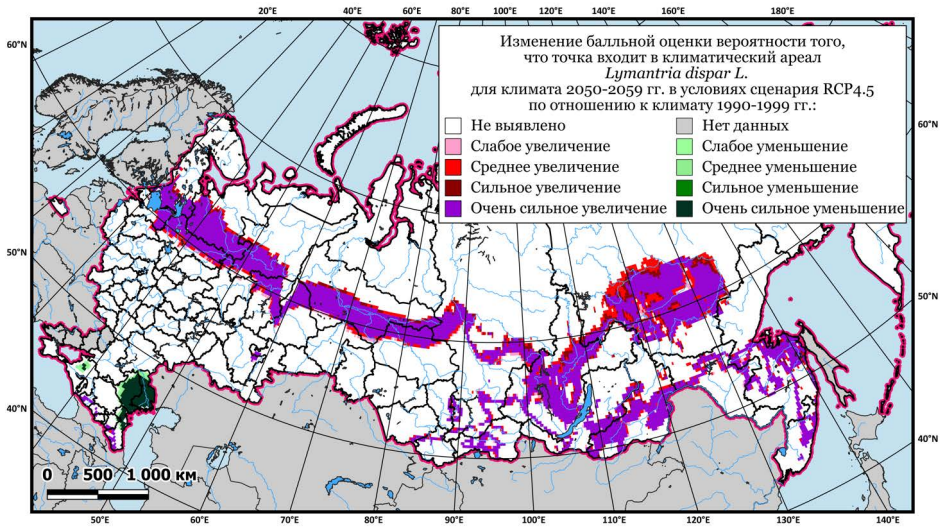 20°E 40°E 60°E 80°E 100°E 120°E 140°E 160°E 180°E
60°N
Изменение балльной оценки вероятности того,
что точка входит в климатический ареал
Lymantria dispar L.
для климата 2050-2059 гг. в условиях сценария RCP4.5
по отношению к климату 1990-1999 гг.:
Не выявлено Нет данных
60°N
Слабое увеличение Слабое уменьшение
Среднее увеличение Среднее уменьшение
Сильное увеличение Сильное уменьшение
Очень сильное увеличение Очень сильное уменьшение
50°N
50°N
40°N
40°N
0 500 1 000 км
50°E 60°E 70°E 80°E 90°E 100°E 110°E 120°E 130°E 140°E